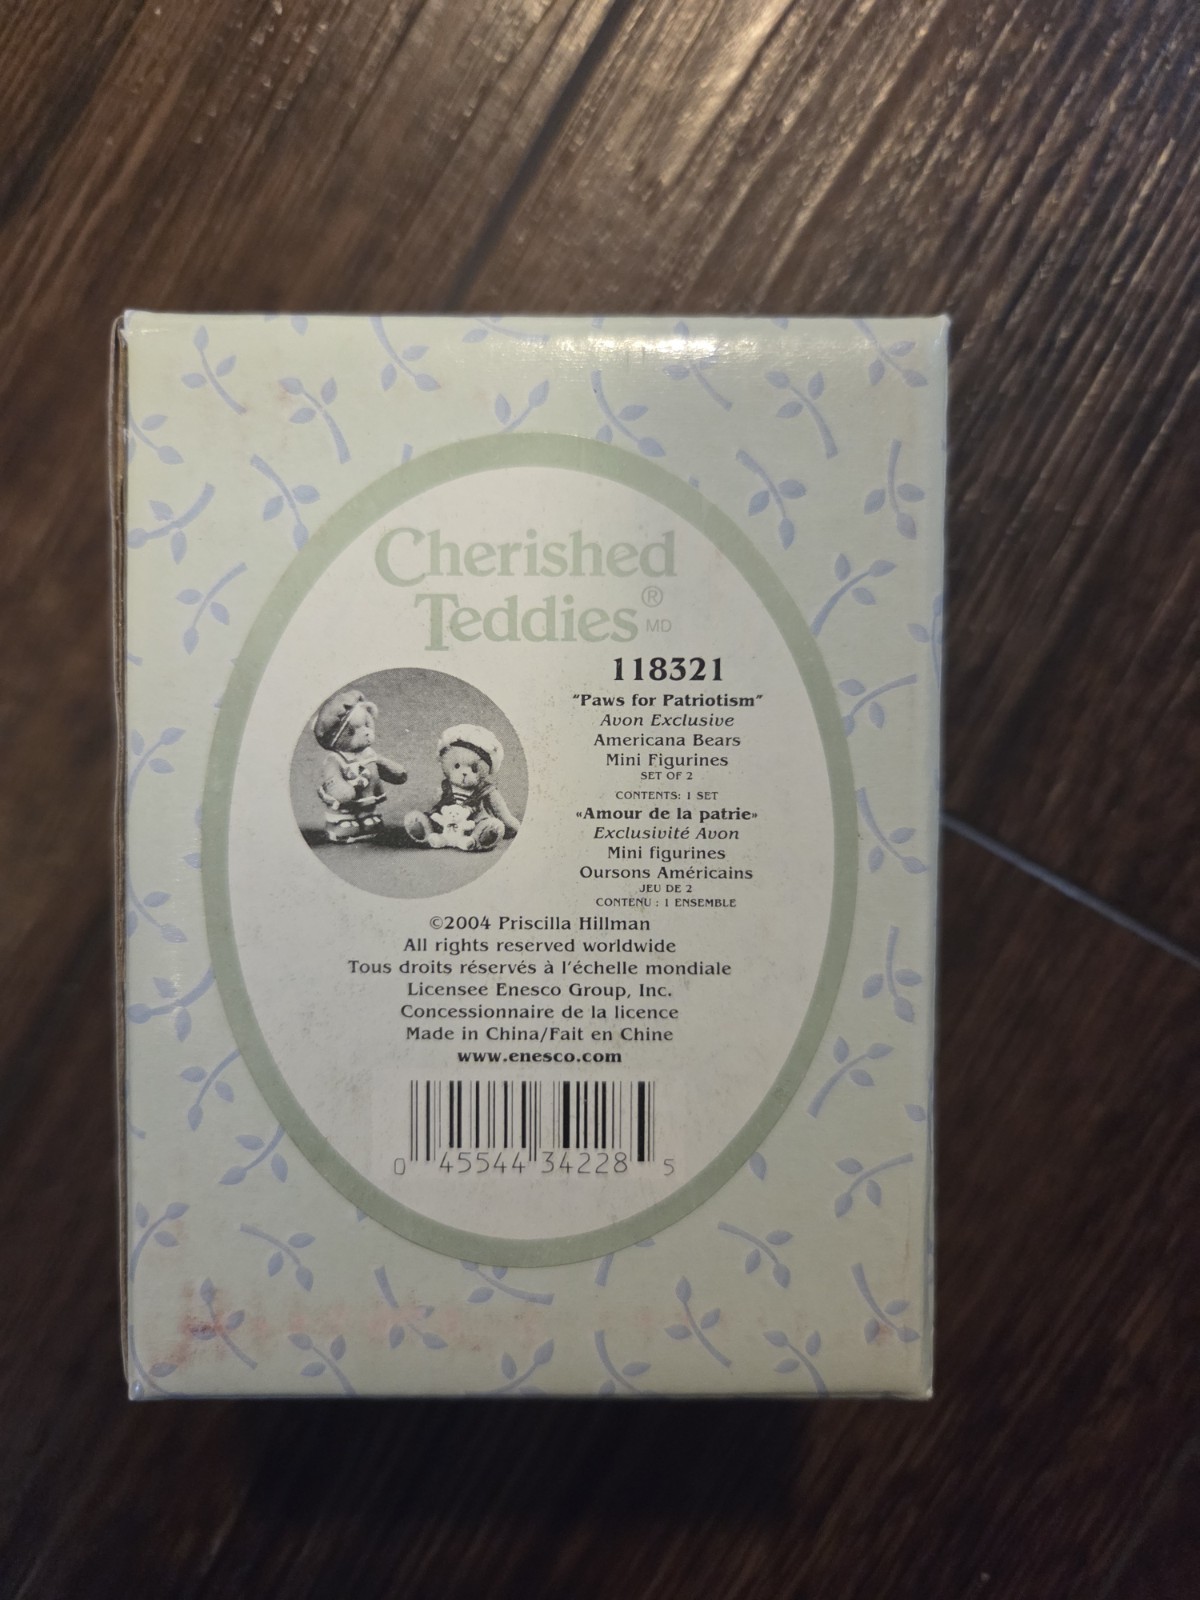 Cherished
Teddies®
MD
118321
"Paws for Patriotism"
Avon Exclusive
Americana Bears
Mini Figurines
SET OF 2
CONTENTS: 1 SET
«Amour de la patrie»
Exclusivité Avon
Mini figurines
Oursons Américains
JEU DE 2
CONTENU : 1 ENSEMBLE
©2004 Priscilla Hillman
All rights reserved worldwide
Tous droits réservés à l'échelle mondiale
Licensee Enesco Group, Inc.
Concessionnaire de la licence
Made in China/Fait en Chine
www.enesco.com
0 45544 34228 5